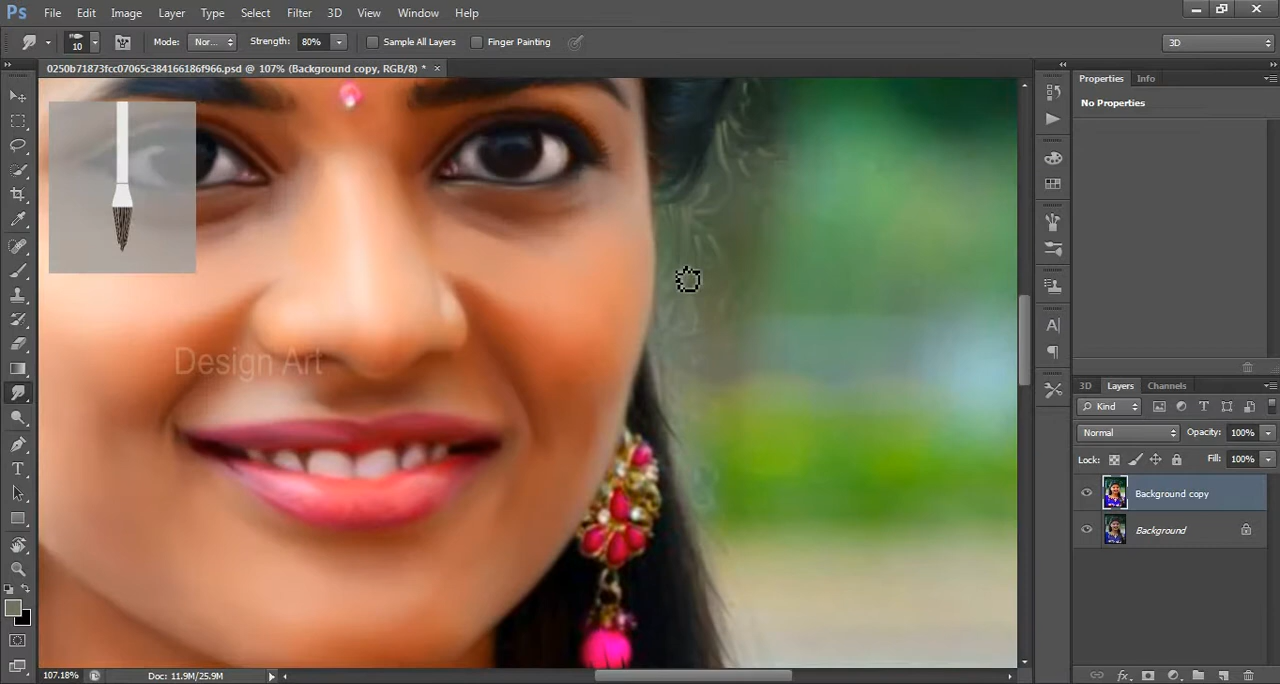 Ps File Edit Image Layer Type Select Filter 3D View Window Help
10 Mode: Nor... Strength: 80% Sample All Layers Finger Painting 3D
0250b71873fcc07065c384166186f966.psd @ 107% (Background copy, RGB/8) * ×
Properties Info
No Properties
Design Art
3D Layers Channels
Kind
Normal Opacity: 100%
Lock: Fill: 100%
Background copy
Background
107.18% Doc: 11.9M/25.9M